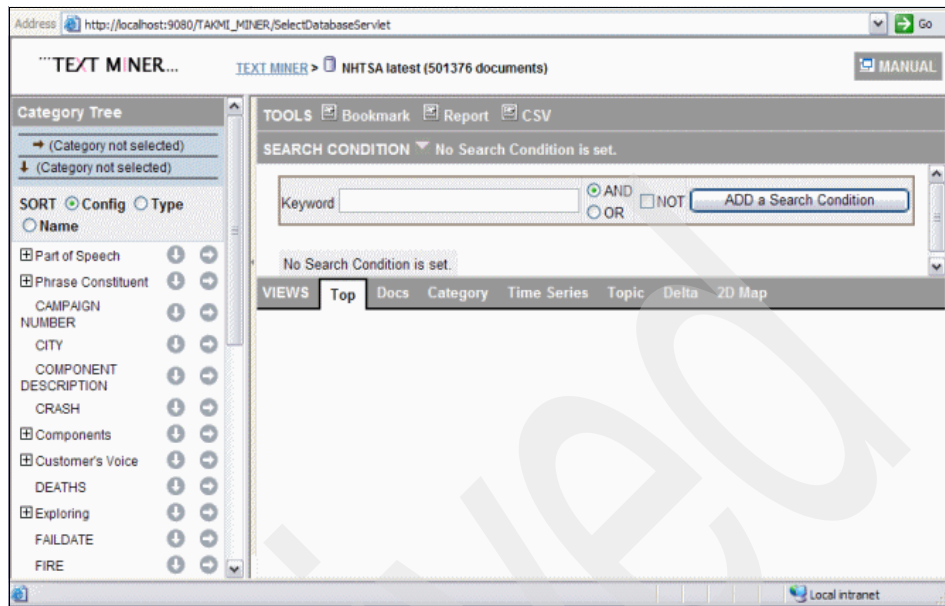 Address http://localhost:9080/TAKMI_MINER/SelectDatabaseServlet Go
TEXT MINER... TEXT MINER > NHTSA latest (501376 documents) MANUAL
Category Tree
(Category not selected)
(Category not selected)
SORT Config Type
Name
Part of Speech
Phrase Constituent
CAMPAIGN
NUMBER
CITY
COMPONENT
DESCRIPTION
CRASH
Components
Customer's Voice
DEATHS
Exploring
FAILDATE
FIRE
TOOLS Bookmark Report CSV
SEARCH CONDITION No Search Condition is set.
Keyword AND OR NOT ADD a Search Condition
No Search Condition is set.
VIEWS Top Docs Category Time Series Topic Delta 2D Map
Local intranet